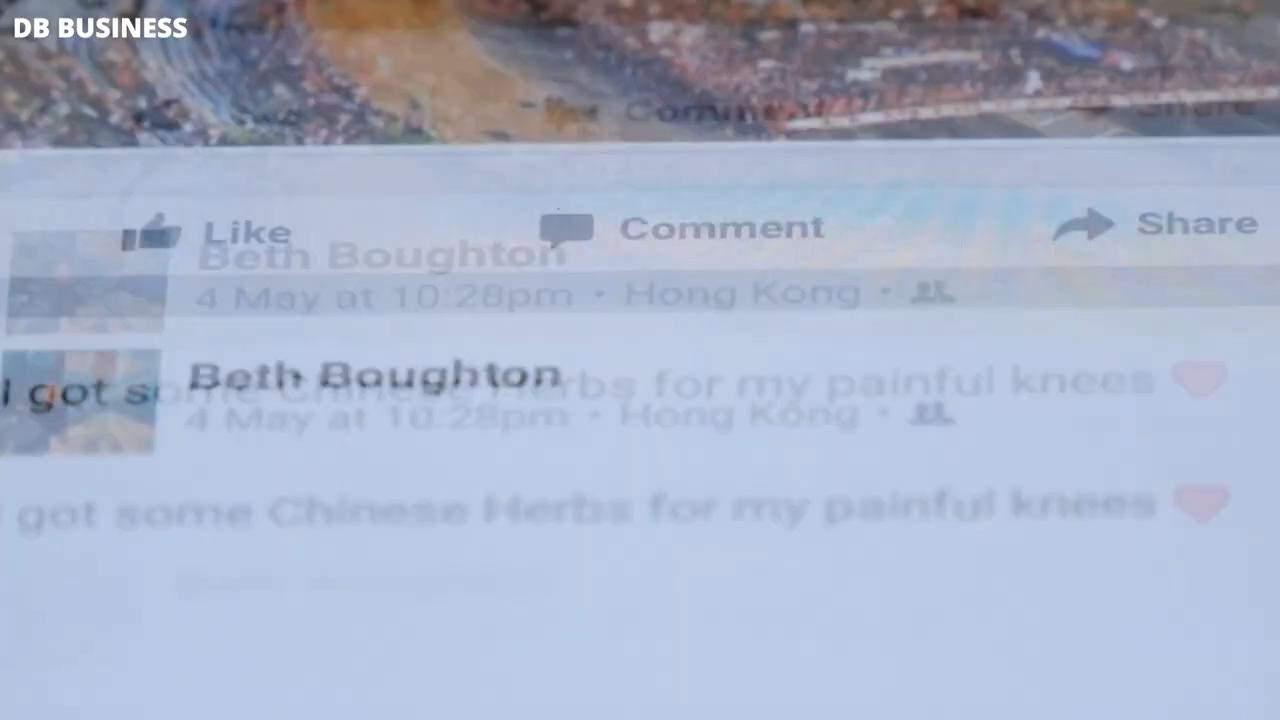 DB BUSINESS
Comment Share
Like Comment Share
Beth Boughton
4 May at 10:28pm • Hong Kong •
Beth Boughton
I got some Chinese Herbs for my painful knees ❤
4 May at 10:28pm • Hong Kong •
got some Chinese Herbs for my painful knees ❤